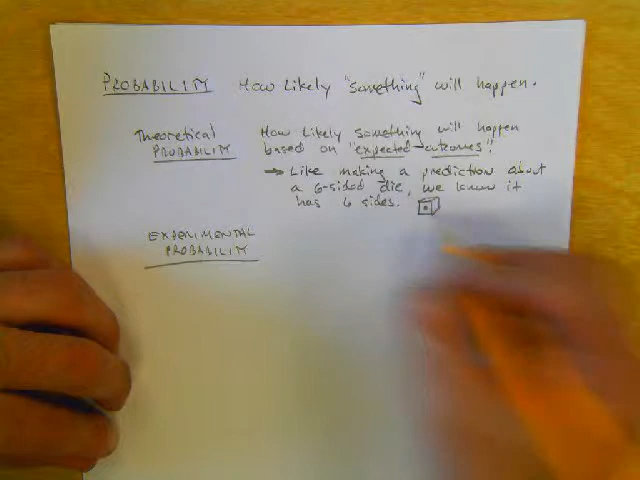 PROBABILITY How Likely "something" will happen.
Theoretical PROBABILITY
How Likely something will happen
based on "expected outcomes"!
→ Like making a prediction about
a 6-sided die, we know it
has 6 sides.
EXPERIMENTAL
PROBABILITY